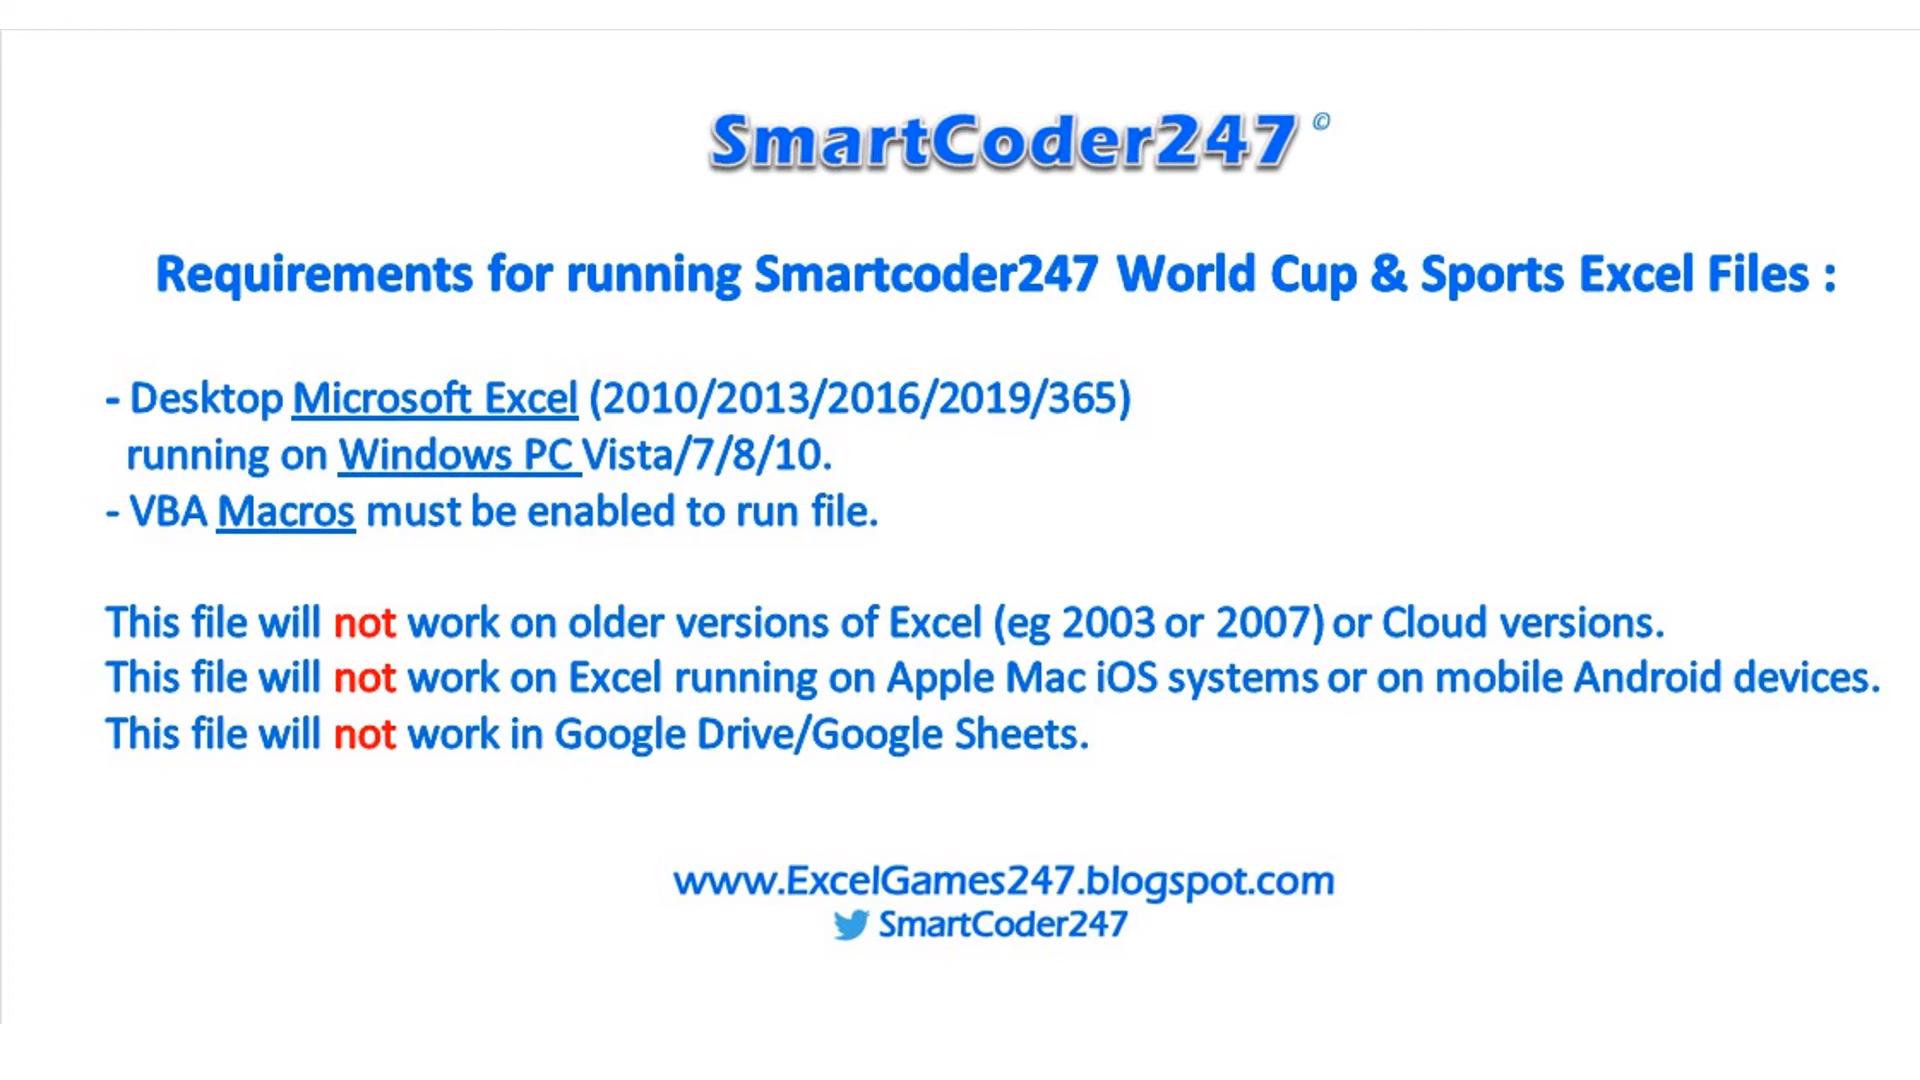 SmartCoder247 ©
Requirements for running Smartcoder247 World Cup & Sports Excel Files :
- Desktop Microsoft Excel (2010/2013/2016/2019/365)
running on Windows PC Vista/7/8/10.
- VBA Macros must be enabled to run file.
This file will not work on older versions of Excel (eg 2003 or 2007) or Cloud versions.
This file will not work on Excel running on Apple Mac iOS systems or on mobile Android devices.
This file will not work in Google Drive/Google Sheets.
www.ExcelGames247.blogspot.com
SmartCoder247